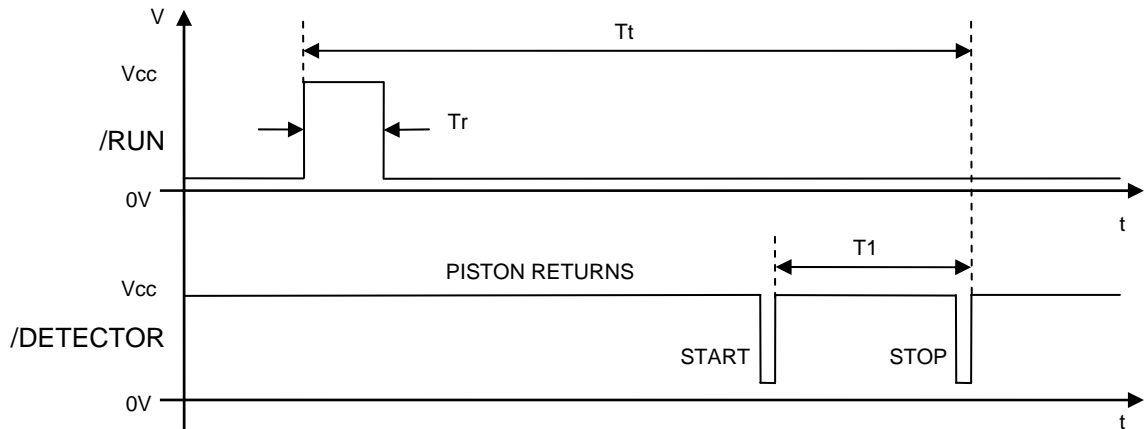 V
Tt
Vcc
Tr
/RUN
0V
t
T1
PISTON RETURNS
Vcc
/DETECTOR
START
STOP
0V
t